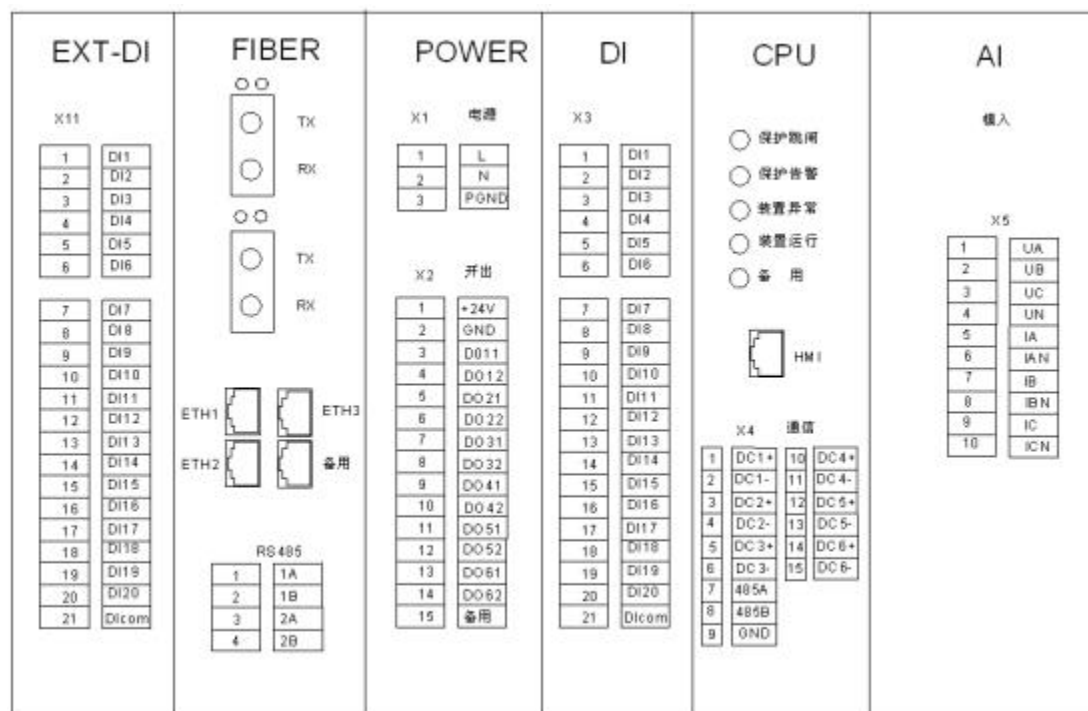 EXT-DI
X11
1 DI1
2 DI2
3 DI3
4 DI4
5 DI5
6 DI6
7 DI7
8 DI8
9 DI9
10 DI10
11 DI11
12 DI12
13 DI13
14 DI14
15 DI15
16 DI16
17 DI17
18 DI18
19 DI19
20 DI20
21 DIcom
FIBER
TX
RX
TX
RX
ETH1 ETH3
ETH2 备用
RS485
1 1A
2 1B
3 2A
4 2B
POWER
X1 电源
1 L
2 N
3 PGND
X2 开出
1 +24V
2 GND
3 D011
4 DO12
5 DO21
6 DO22
7 DO31
8 DO32
9 DO41
10 DO42
11 DO51
12 DO52
13 DO61
14 DO62
15 备用
DI
X3
1 DI1
2 DI2
3 DI3
4 DI4
5 DI5
6 DI6
7 DI7
8 DI8
9 DI9
10 DI10
11 DI11
12 DI12
13 DI13
14 DI14
15 DI15
16 DI16
17 DI17
18 DI18
19 DI19
20 DI20
21 DIcom
CPU
保护跳闸
保护告警
装置异常
装置运行
备 用
HMI
X4 通信
1 DC1+ 10 DC4+
2 DC1- 11 DC4-
3 DC2+ 12 DC5+
4 DC2- 13 DC5-
5 DC3+ 14 DC6+
6 DC3- 15 DC6-
7 485A
8 485B
9 GND
AI
模入
X5
1 UA
2 UB
3 UC
4 UN
5 IA
6 IAN
7 IB
8 IBN
9 IC
10 ICN